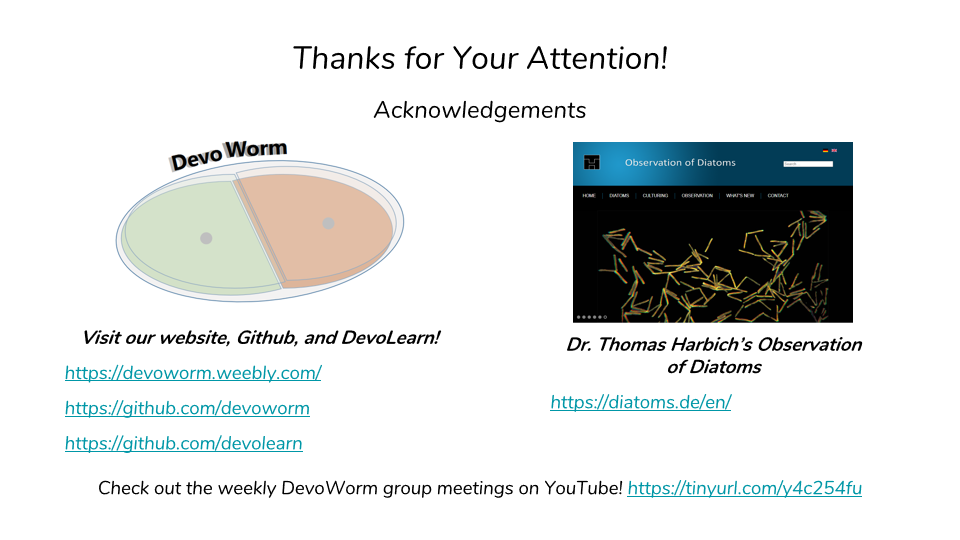 Thanks for Your Attention!
Acknowledgements
Devo Worm
Visit our website, Github, and DevoLearn!
https://devoworm.weebly.com/
https://github.com/devoworm
https://github.com/devolearn
Observation of Diatoms
HOME DIATOMS CULTURING OBSERVATION WHAT'S NEW CONTACT
Dr. Thomas Harbich's Observation
of Diatoms
https://diatoms.de/en/
Check out the weekly DevoWorm group meetings on YouTube! https://tinyurl.com/y4c254fu